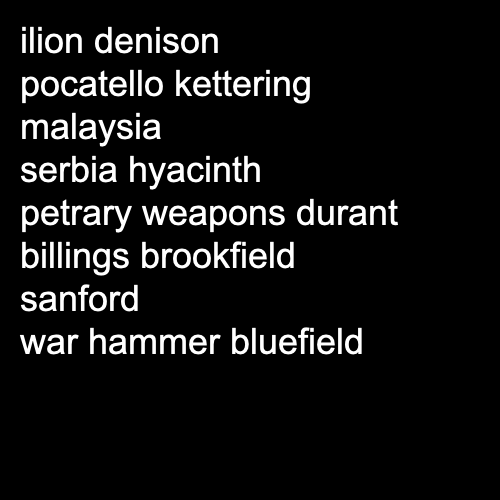 ilion denison
pocatello kettering
malaysia
serbia hyacinth
petrary weapons durant
billings brookfield
sanford
war hammer bluefield